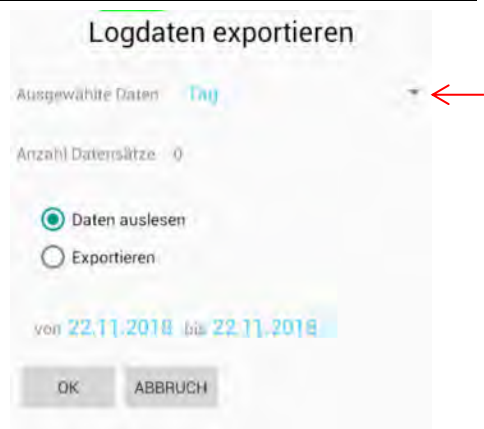 Logdaten exportieren
Ausgewählte Daten Tag
Anzahl Datensätze 0
Daten auslesen
Exportieren
von 22.11.2018 bis 22.11.2018
OK ABBRUCH